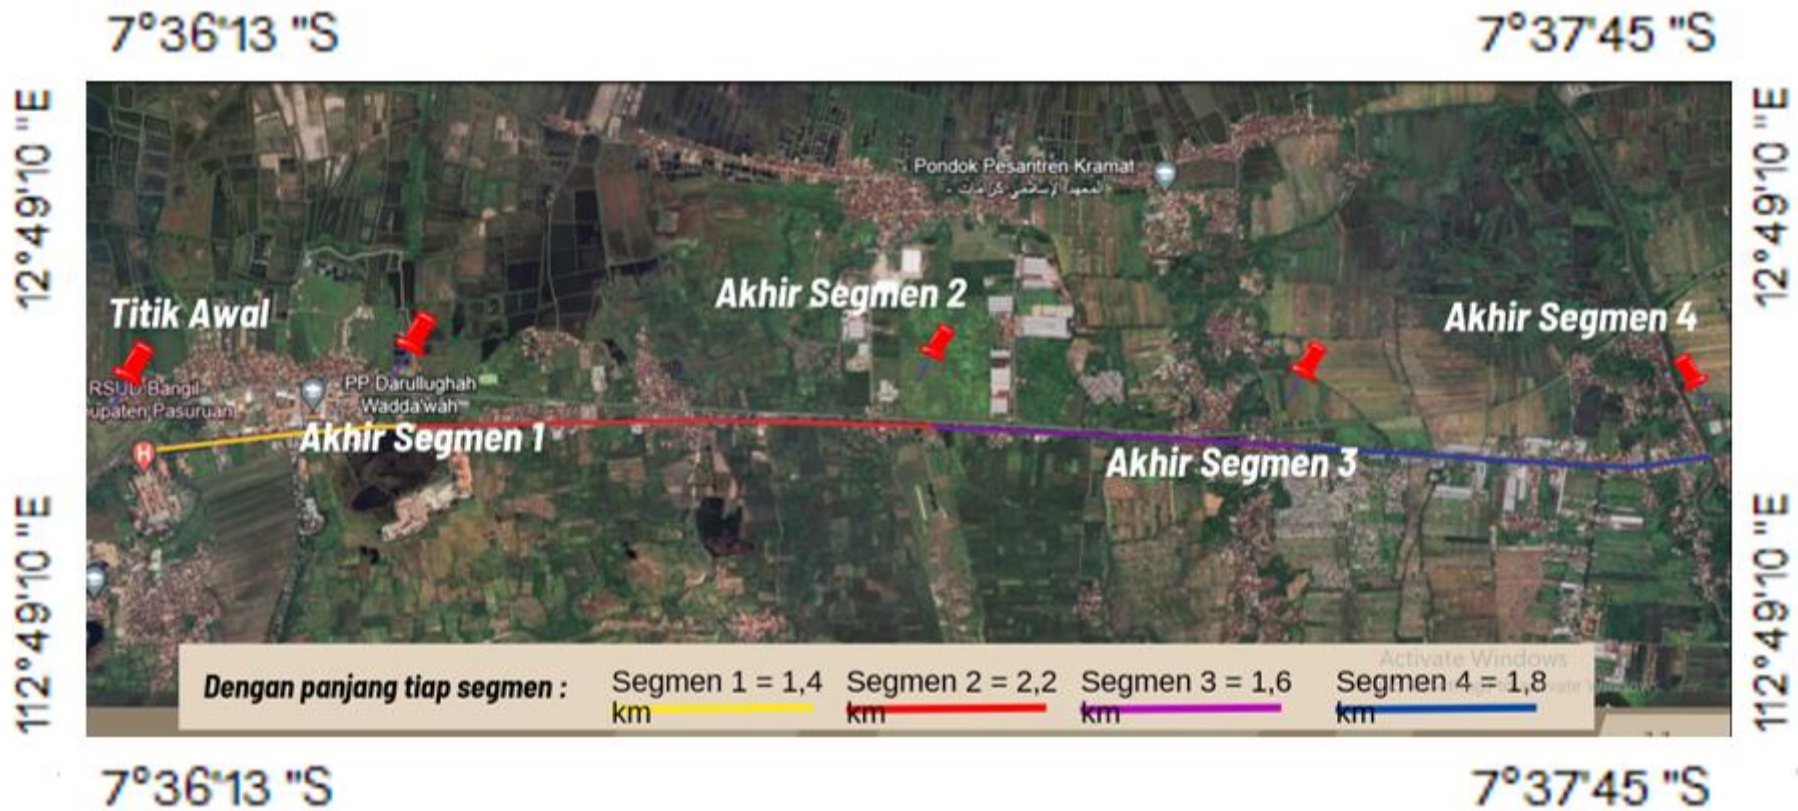 7°36'13 "S
7°37'45 "S
12°49'10 "E
12°49'10 "E
Pondok Pesantren Kramat
المعهد الإسلامي كرامات -
Akhir Segmen 2
Titik Awal
Akhir Segmen 4
RSUD Bangil
upaten Pasuruan
PP Darullughah
Wadda'wah
Akhir Segmen 1
H
Akhir Segmen 3
112°49'10 "E
112°49'10 "E
Activate Windows
Dengan panjang tiap segmen :
Segmen 1 = 1,4
km
Segmen 2 = 2,2
km
Segmen 3 = 1,6
km
Segmen 4 = 1,8
km
7°36'13 "S
7°37'45 "S